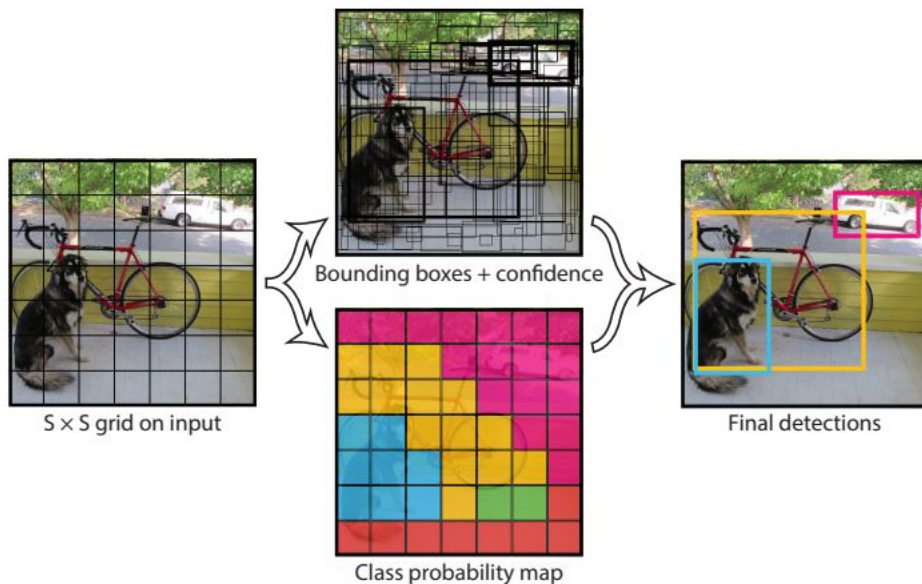 Bounding boxes + confidence
S × S grid on input
Final detections
Class probability map